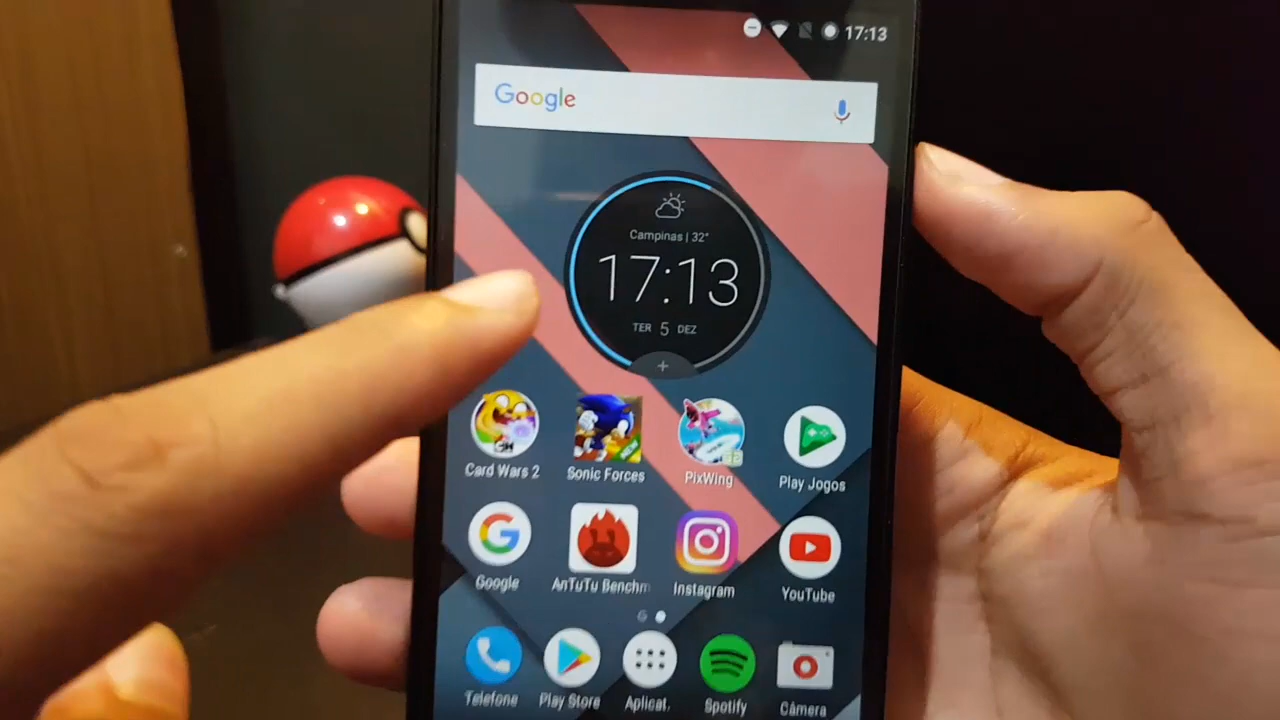 17:13
Google
Campinas | 32°
17:13
TER 5 DEZ
+
Card Wars 2
Sonic Forces
PixWing
Play Jogos
Google
AnTuTu Benchm
Instagram
YouTube
Telefone
Play Store
Aplicat.
Spotify
Câmera